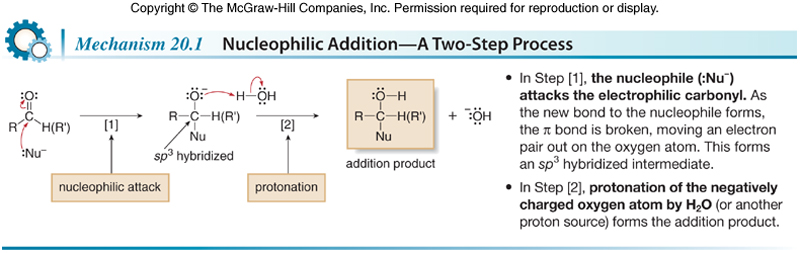 Copyright © The McGraw-Hill Companies, Inc. Permission required for reproduction or display.
Mechanism 20.1 Nucleophilic Addition—A Two-Step Process
:O:
C
R H(R')
:Nu⁻
[1]
nucleophilic attack
:Ö:⁻
R—C—H(R')
Nu
sp³ hybridized
H—ÖH
[2]
protonation
:Ö—H
R—C—H(R')
Nu
addition product
+ ⁻:ÖH
• In Step [1], the nucleophile (:Nu⁻)
attacks the electrophilic carbonyl. As
the new bond to the nucleophile forms,
the π bond is broken, moving an electron
pair out on the oxygen atom. This forms
an sp³ hybridized intermediate.
• In Step [2], protonation of the negatively
charged oxygen atom by H₂O (or another
proton source) forms the addition product.